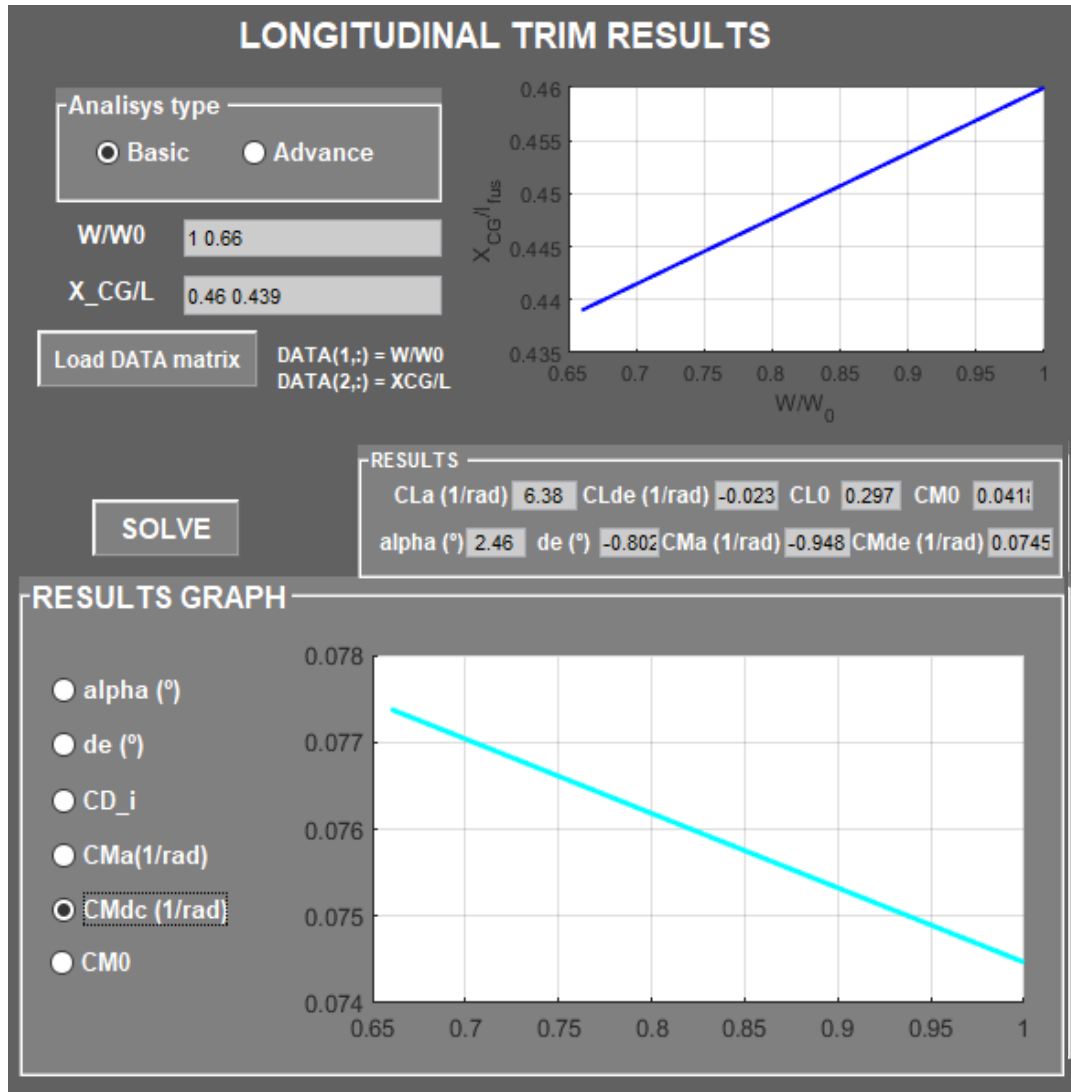 LONGITUDINAL TRIM RESULTS
Analisys type
Basic Advance
W/W0 1 0.66
X_CG/L 0.46 0.439
Load DATA matrix
DATA(1,:) = W/W0
DATA(2,:) = XCG/L
0.46
0.455
0.45
0.445
0.44
0.435
X_CG/l_fus
0.65 0.7 0.75 0.8 0.85 0.9 0.95 1
W/W_0
SOLVE
RESULTS
CLa (1/rad) 6.38 CLde (1/rad) -0.023 CL0 0.297 CM0 0.0418
alpha (º) 2.46 de (º) -0.802 CMa (1/rad) -0.948 CMde (1/rad) 0.0745
RESULTS GRAPH
alpha (º)
de (º)
CD_i
CMa(1/rad)
CMdc (1/rad)
CM0
0.078
0.077
0.076
0.075
0.074
0.65 0.7 0.75 0.8 0.85 0.9 0.95 1